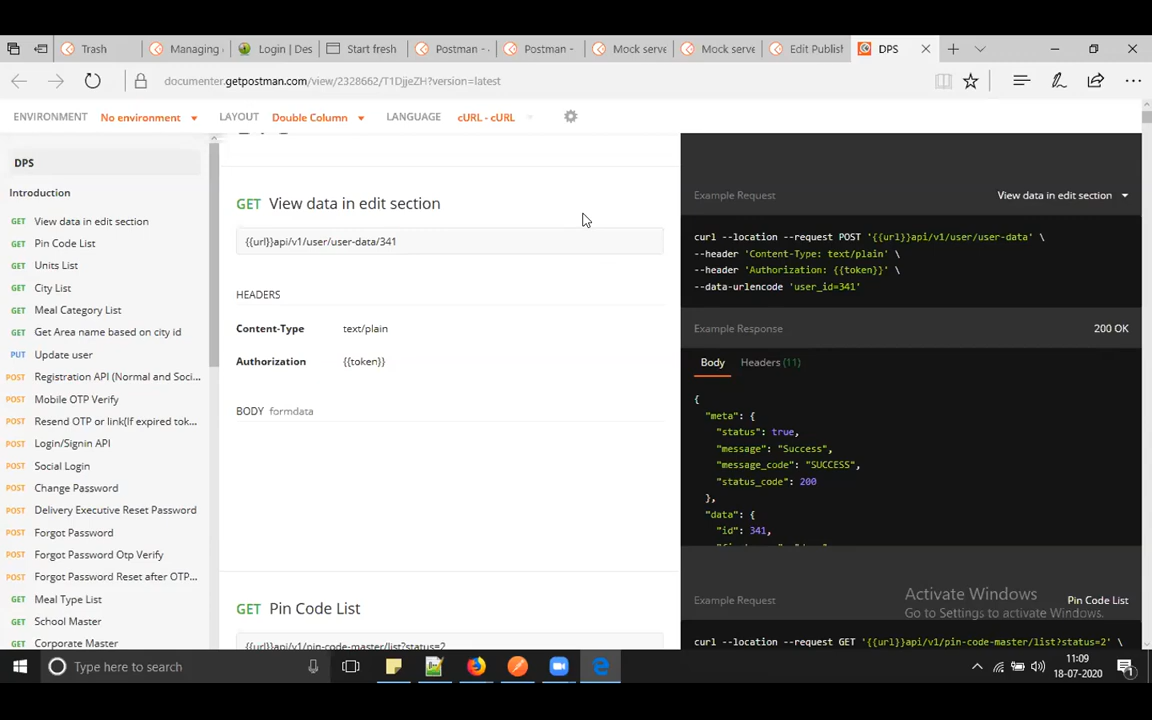 Trash
Managing
Login | Des
Start fresh
Postman -
Postman -
Mock serve
Mock serve
Edit Publish
DPS
documenter.getpostman.com/view/2328662/T1DjjeZH?version=latest
ENVIRONMENT No environment LAYOUT Double Column LANGUAGE cURL - cURL
DPS
Introduction
GET View data in edit section
GET Pin Code List
GET Units List
GET City List
GET Meal Category List
GET Get Area name based on city id
PUT Update user
POST Registration API (Normal and Soci...
POST Mobile OTP Verify
POST Resend OTP or link(If expired tok...
POST Login/Signin API
POST Social Login
POST Change Password
POST Delivery Executive Reset Password
POST Forgot Password
POST Forgot Password Otp Verify
POST Forgot Password Reset after OTP...
GET Meal Type List
GET School Master
GET Corporate Master
GET View data in edit section
{{url}}api/v1/user/user-data/341
HEADERS
Content-Type text/plain
Authorization {{token}}
BODY formdata
GET Pin Code List
{{url}}api/v1/pin-code-master/list?status=2
Example Request View data in edit section
curl --location --request POST '{{url}}api/v1/user/user-data' \
--header 'Content-Type: text/plain' \
--header 'Authorization: {{token}}' \
--data-urlencode 'user_id=341'
Example Response 200 OK
Body Headers (11)
{
"meta": {
"status": true,
"message": "Success",
"message_code": "SUCCESS",
"status_code": 200
},
"data": {
"id": 341,
Activate Windows
Go to Settings to activate Windows.
Example Request Pin Code List
curl --location --request GET '{{url}}api/v1/pin-code-master/list?status=2' \
Type here to search
11:09
18-07-2020
1